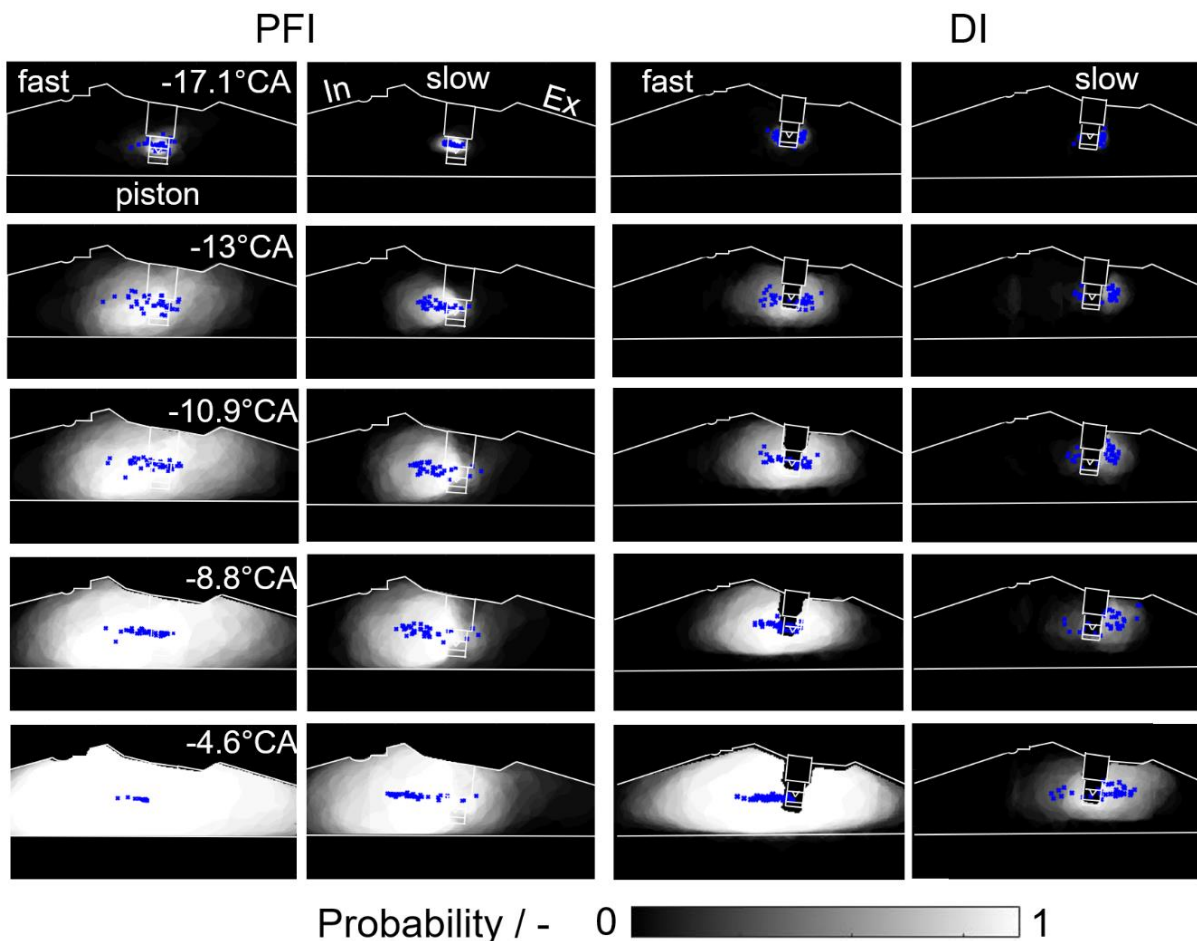 PFI DI
fast -17.1°CA In slow Ex fast slow
piston
-13°CA
-10.9°CA
-8.8°CA
-4.6°CA
Probability / - 0 1